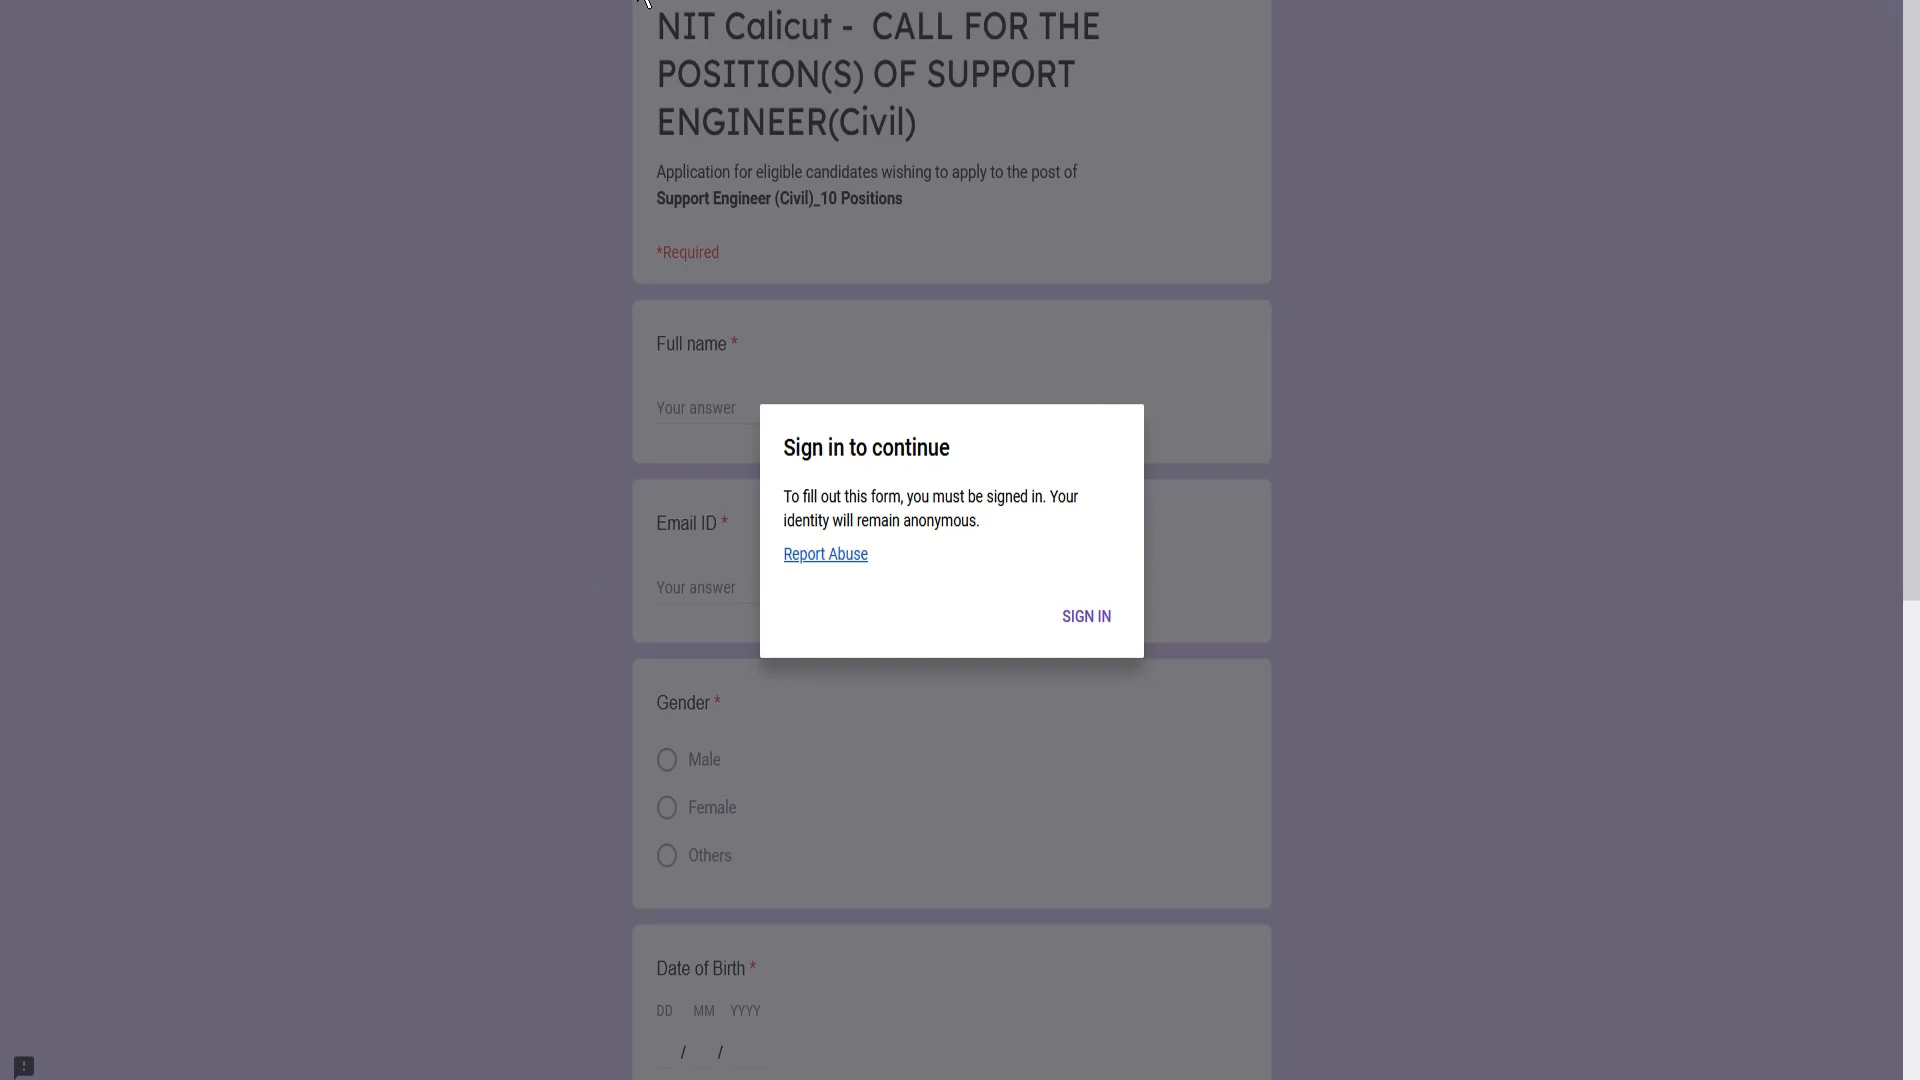 NIT Calicut -  CALL FOR THE
POSITION(S) OF SUPPORT
ENGINEER(Civil)
Application for eligible candidates wishing to apply to the post of
Support Engineer (Civil)_10 Positions
*Required
Full name *
Your answer
Sign in to continue
To fill out this form, you must be signed in. Your
identity will remain anonymous.
Report Abuse
SIGN IN
Email ID *
Your answer
Gender *
Male
Female
Others
Date of Birth *
DD MM YYYY
/ /